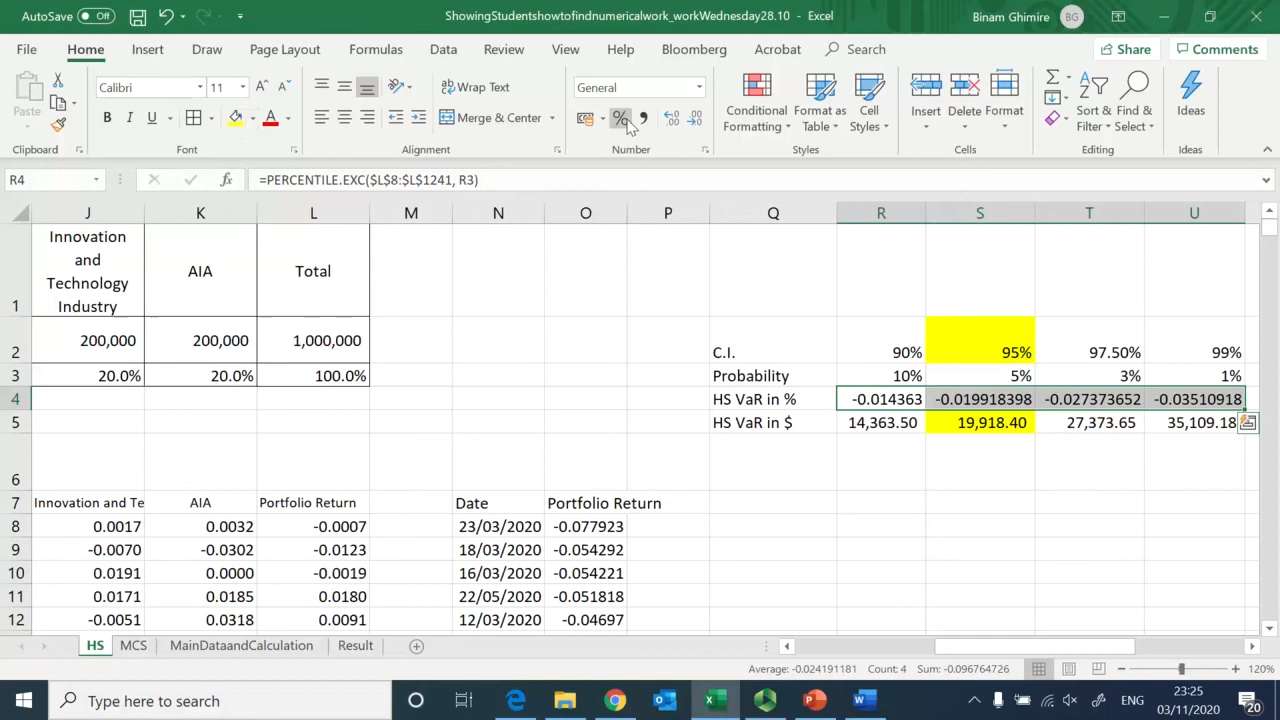 AutoSave Off ShowingStudentshowtofindnumericalwork_workWednesday28.10 - Excel Binam Ghimire BG
File Home Insert Draw Page Layout Formulas Data Review View Help Bloomberg Acrobat Search Share Comments
Calibri 11 A A ab Wrap Text General
Paste B I U A Merge & Center % , Conditional Formatting Format as Table Cell Styles Insert Delete Format Sort & Filter Find & Select Ideas
Clipboard Font Alignment Number Styles Cells Editing Ideas
R4 fx =PERCENTILE.EXC($L$8:$L$1241, R3)
J K L M N O P Q R S T U
1 Innovation and Technology Industry AIA Total
2 200,000 200,000 1,000,000 C.I. 90% 95% 97.50% 99%
3 20.0% 20.0% 100.0% Probability 10% 5% 3% 1%
4 HS VaR in % -0.014363 -0.019918398 -0.027373652 -0.03510918
5 HS VaR in $ 14,363.50 19,918.40 27,373.65 35,109.18
6
7 Innovation and Te AIA Portfolio Return Date Portfolio Return
8 0.0017 0.0032 -0.0007 23/03/2020 -0.077923
9 -0.0070 -0.0302 -0.0123 18/03/2020 -0.054292
10 0.0191 0.0000 -0.0019 16/03/2020 -0.054221
11 0.0171 0.0185 0.0180 22/05/2020 -0.051818
12 -0.0051 0.0318 0.0091 12/03/2020 -0.04697
HS MCS MainDataandCalculation Result
Average: -0.024191181 Count: 4 Sum: -0.096764726 120%
Type here to search ENG 23:25
03/11/2020 20